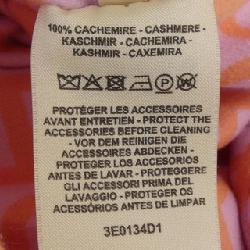 100% CACHEMIRE - CASHMERE -
KASCHMIR - CACHEMIRA -
KASHMIR - CAXEMIRA
P
PROTÉGER LES ACCESSOIRES
AVANT ENTRETIEN - PROTECT THE
ACCESSORIES BEFORE CLEANING
- VOR DEM REINIGEN DIE
ACCESSOIRES ABDECKEN -
PROTEGER LOS ACCESORIOS
ANTES DE LAVAR - PROTEGGERE
GLI ACCESSORI PRIMA DEL
LAVAGGIO - PROTEGER OS
ACESSÓRIOS ANTES DE LIMPAR
3E0134D1